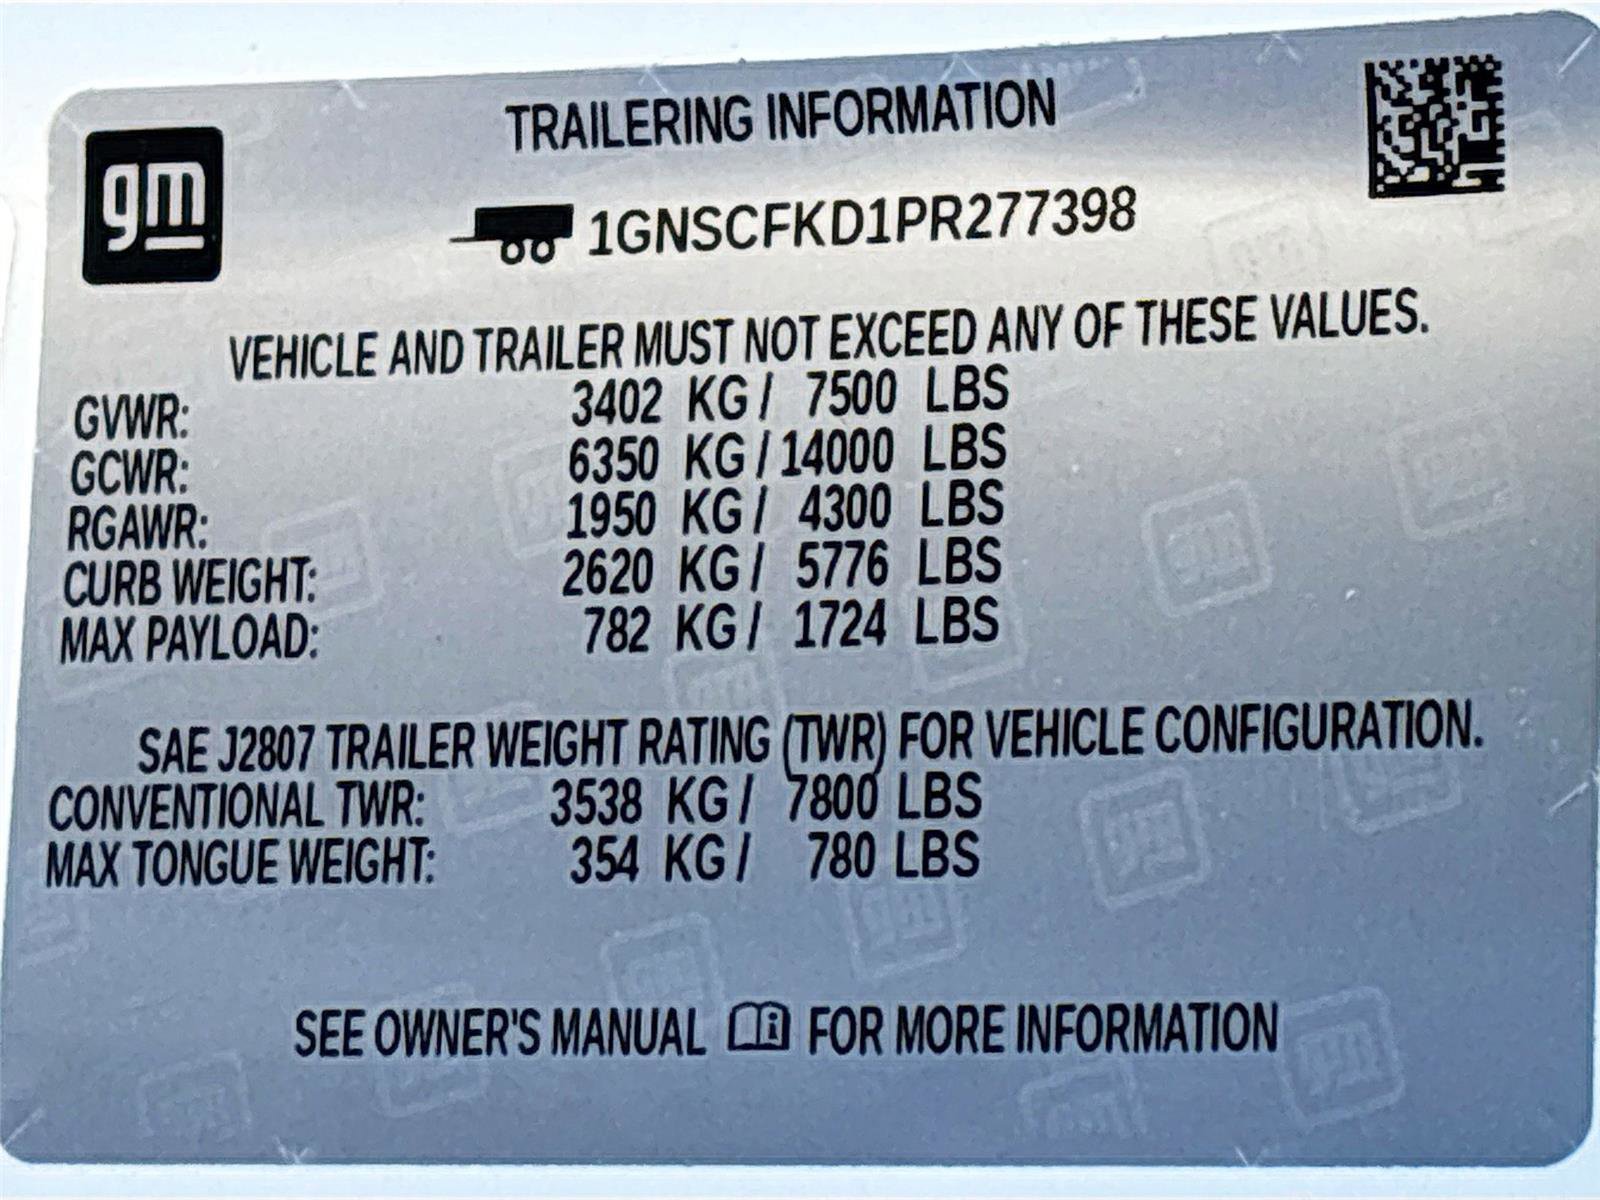 gm
TRAILERING INFORMATION
1GNSCFKD1PR277398
VEHICLE AND TRAILER MUST NOT EXCEED ANY OF THESE VALUES.
GVWR: 3402 KG / 7500 LBS
GCWR: 6350 KG / 14000 LBS
RGAWR: 1950 KG / 4300 LBS
CURB WEIGHT: 2620 KG / 5776 LBS
MAX PAYLOAD: 782 KG / 1724 LBS
SAE J2807 TRAILER WEIGHT RATING (TWR) FOR VEHICLE CONFIGURATION.
CONVENTIONAL TWR: 3538 KG / 7800 LBS
MAX TONGUE WEIGHT: 354 KG / 780 LBS
SEE OWNER'S MANUAL FOR MORE INFORMATION